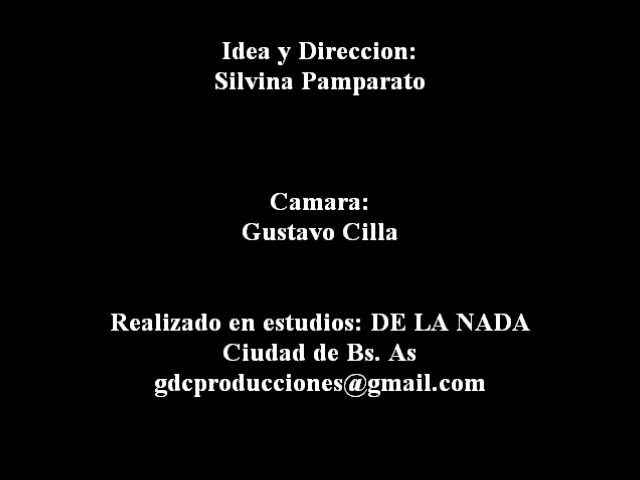 Idea y Direccion:
Silvina Pamparato
Camara:
Gustavo Cilla
Realizado en estudios: DE LA NADA
Ciudad de Bs. As
gdcproducciones@gmail.com